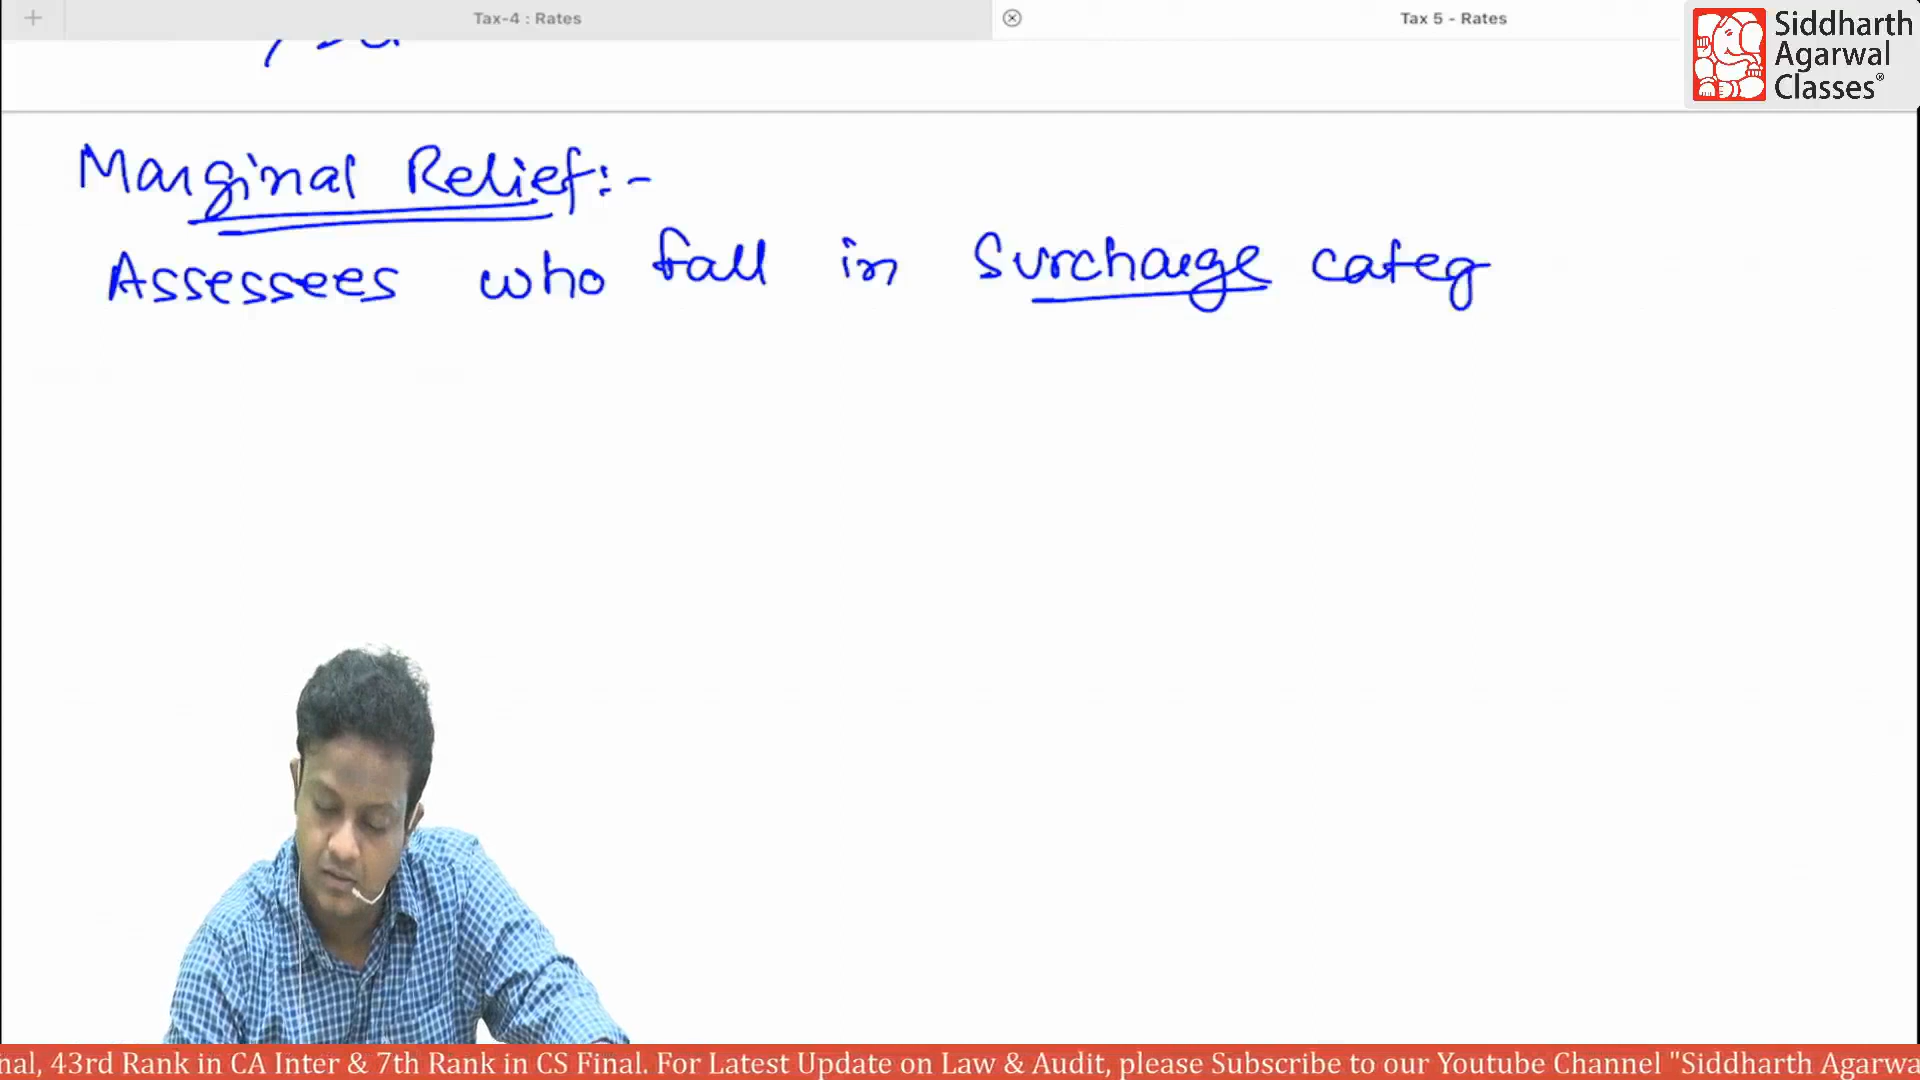 Tax-4 : Rates
Tax 5 - Rates
Siddharth
Agarwal
Classes®
Marginal Relief:-
Assessees who fall in Surcharge categ
nal, 43rd Rank in CA Inter & 7th Rank in CS Final. For Latest Update on Law & Audit, please Subscribe to our Youtube Channel "Siddharth Agarwa